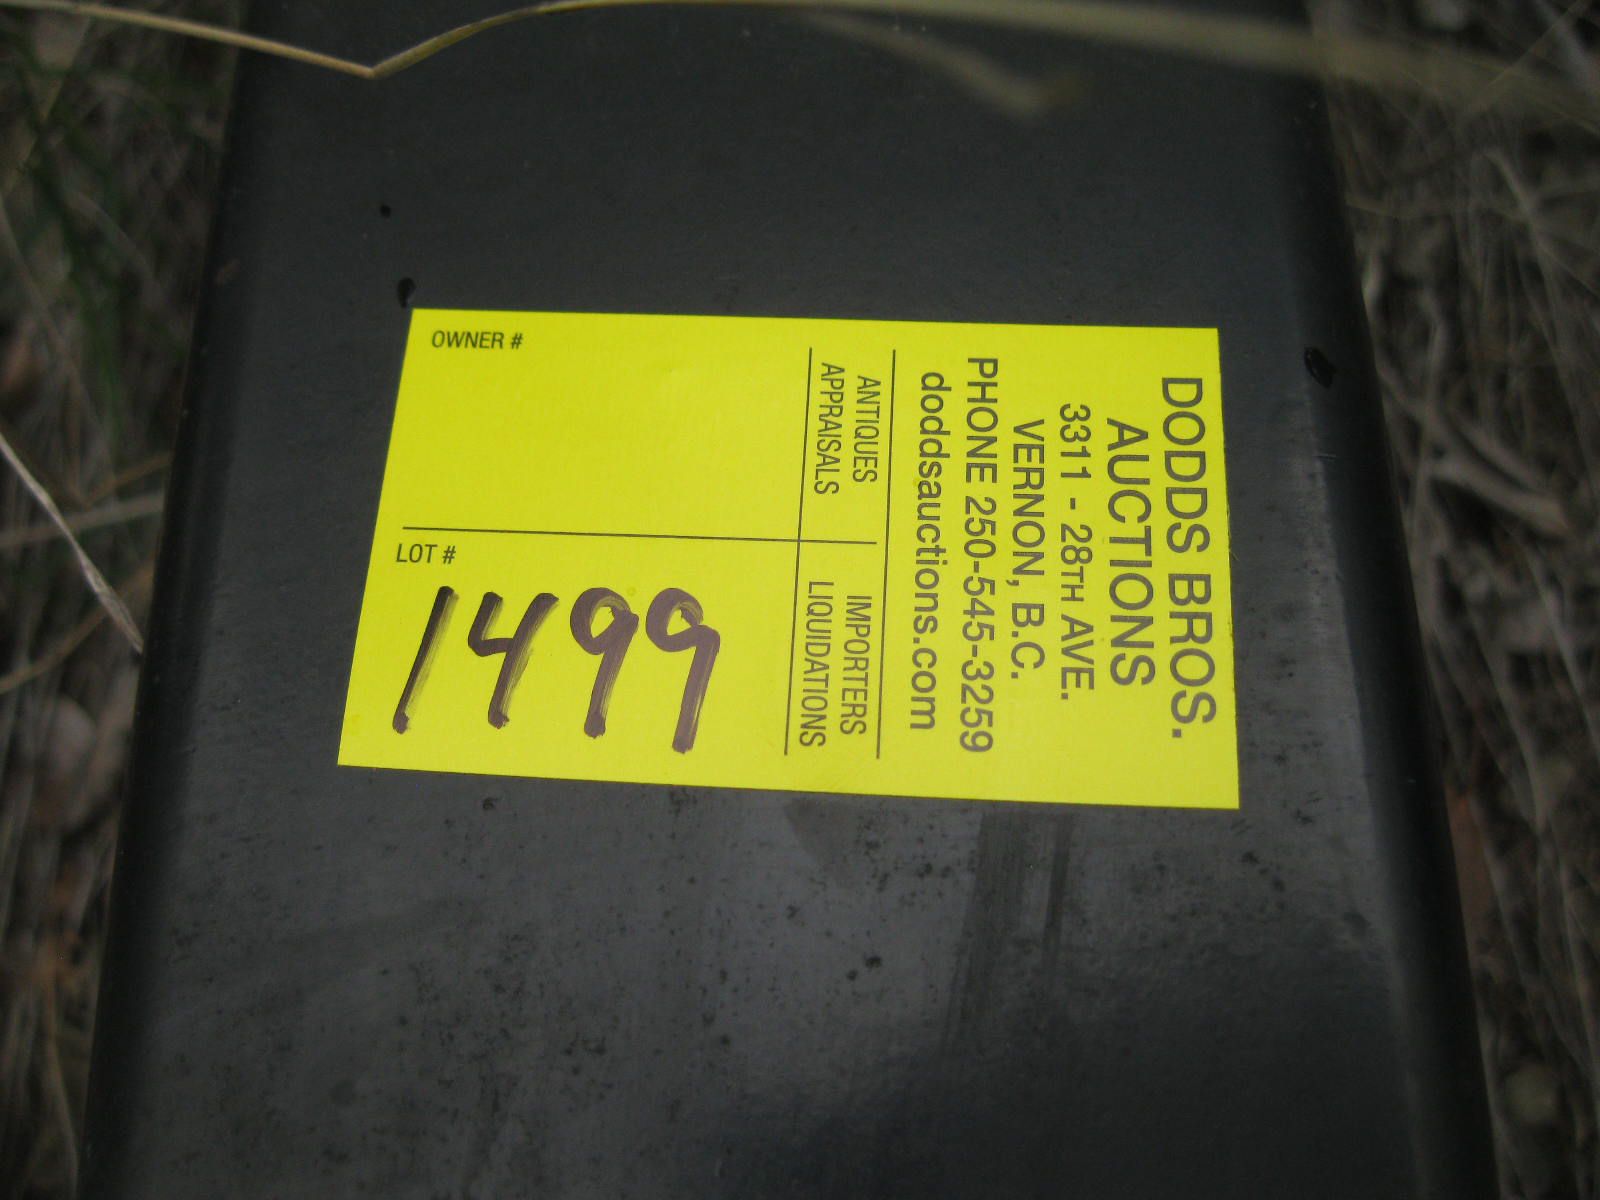 DODDS BROS.
AUCTIONS
3311 - 28TH AVE.
VERNON, B.C.
PHONE 250-545-3259
doddsauctions.com
ANTIQUES IMPORTERS
APPRAISALS LIQUIDATIONS
OWNER #
LOT #
1499